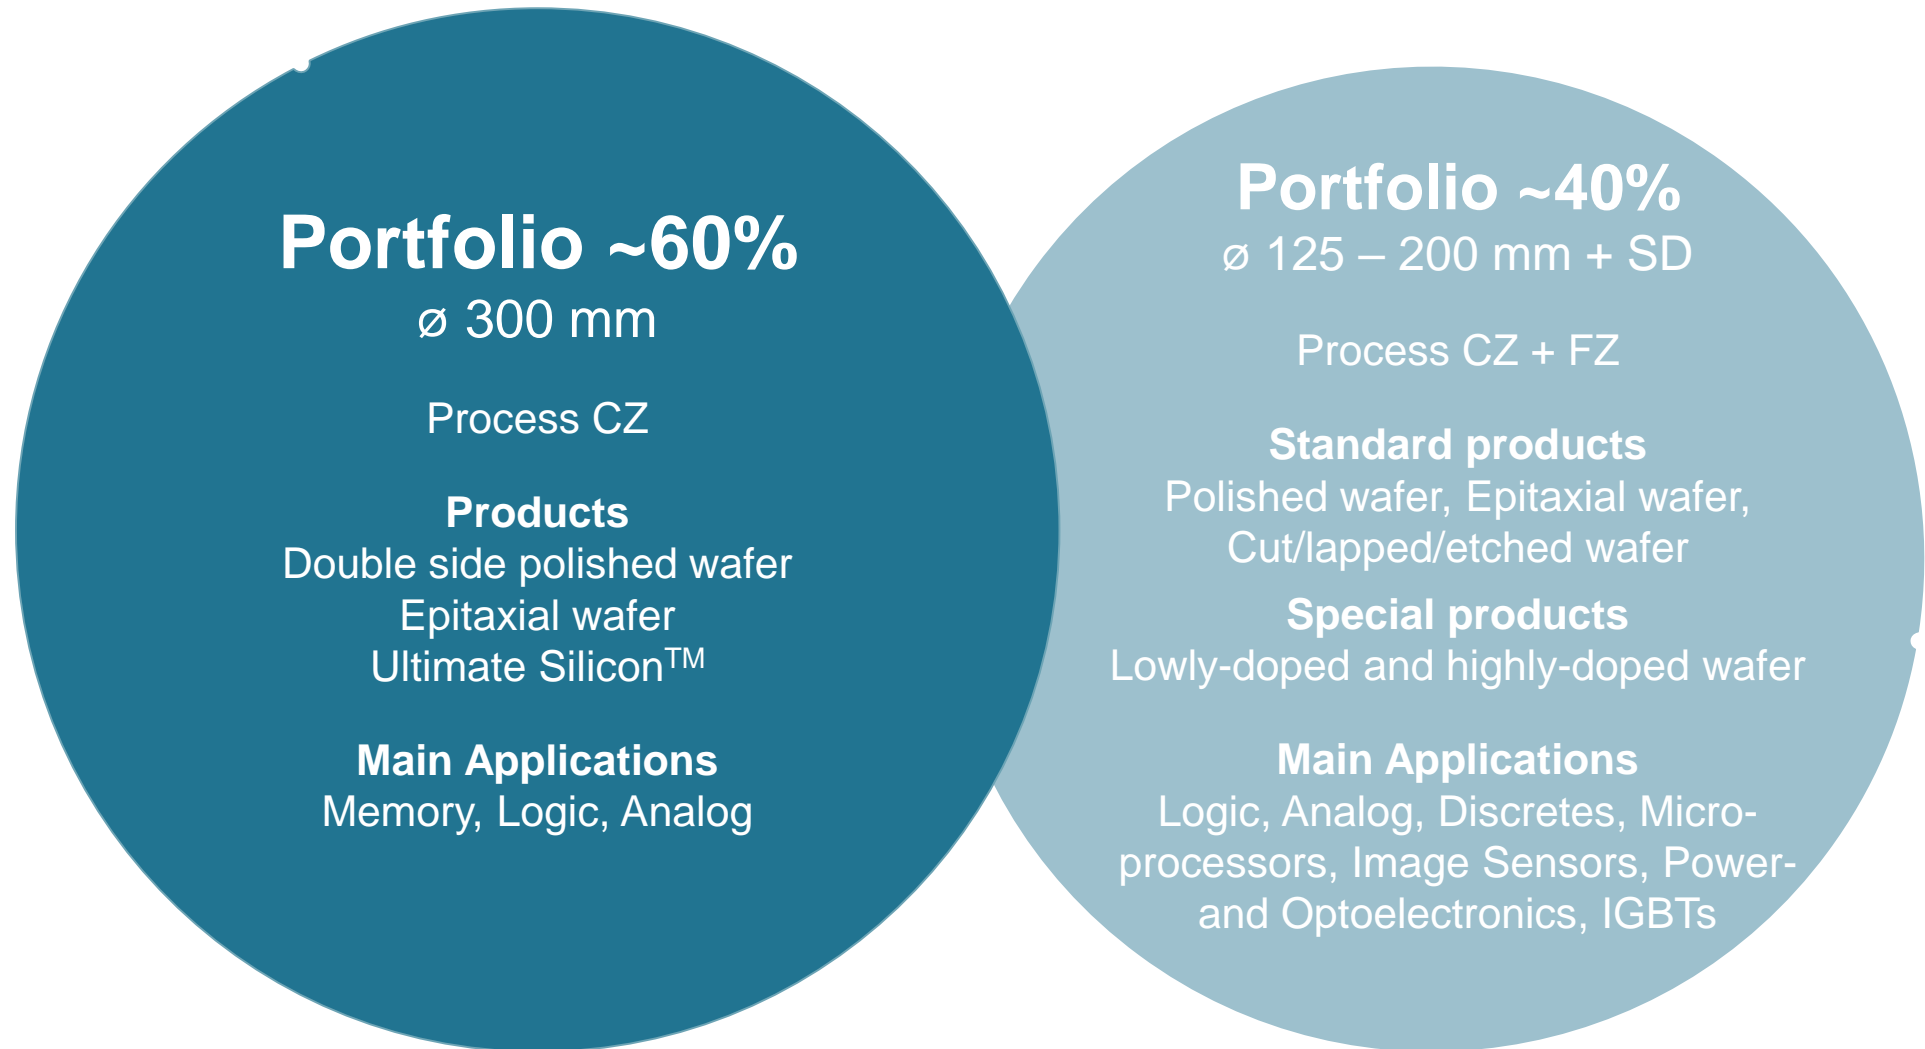 Portfolio ~60%
ø 300 mm
Process CZ
Products
Double side polished wafer
Epitaxial wafer
Ultimate Silicon™
Main Applications
Memory, Logic, Analog
Portfolio ~40%
ø 125 – 200 mm + SD
Process CZ + FZ
Standard products
Polished wafer, Epitaxial wafer,
Cut/lapped/etched wafer
Special products
Lowly-doped and highly-doped wafer
Main Applications
Logic, Analog, Discretes, Micro-
processors, Image Sensors, Power-
and Optoelectronics, IGBTs